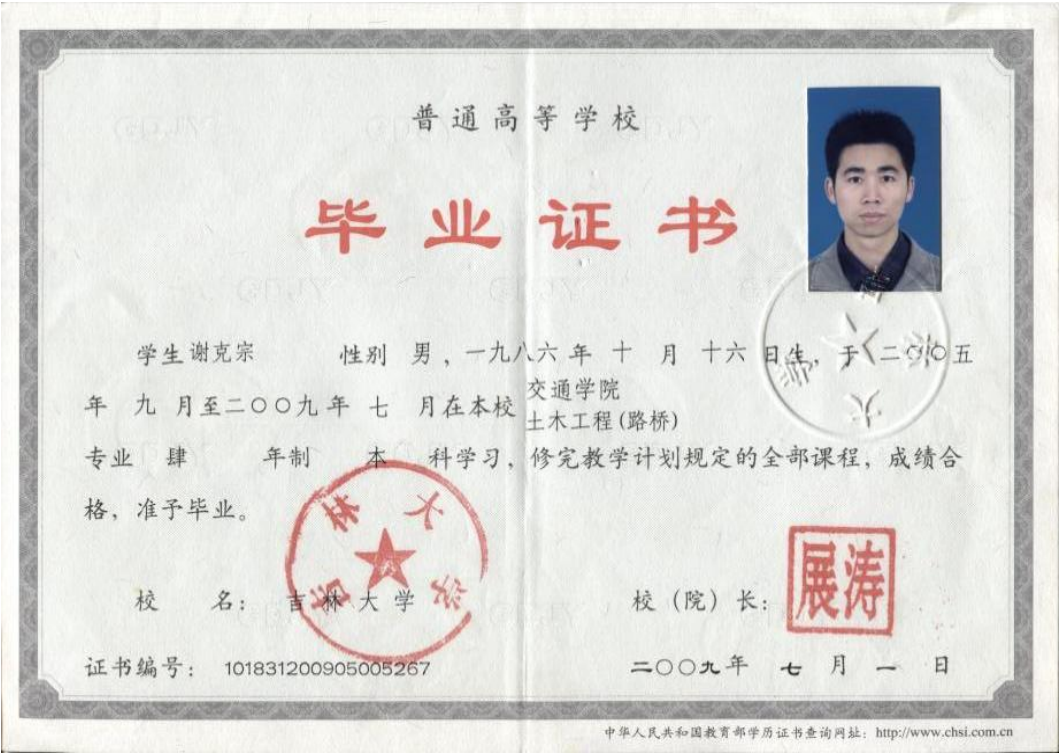 普通高等学校
毕业证书
学生 谢克宗 性别 男，一九八六年 十 月 十六 日生，于 二〇〇五
年 九 月至二〇〇九年 七 月在本校 交通学院
土木工程(路桥)
专业 肆 年制 本 科学习，修完教学计划规定的全部课程，成绩合
格，准予毕业。
吉林大学
校 名： 吉林大学 校（院）长： 展涛
证书编号： 101831200905005267 二〇〇九年 七 月 一 日
中华人民共和国教育部学历证书查询网址：http://www.chsi.com.cn